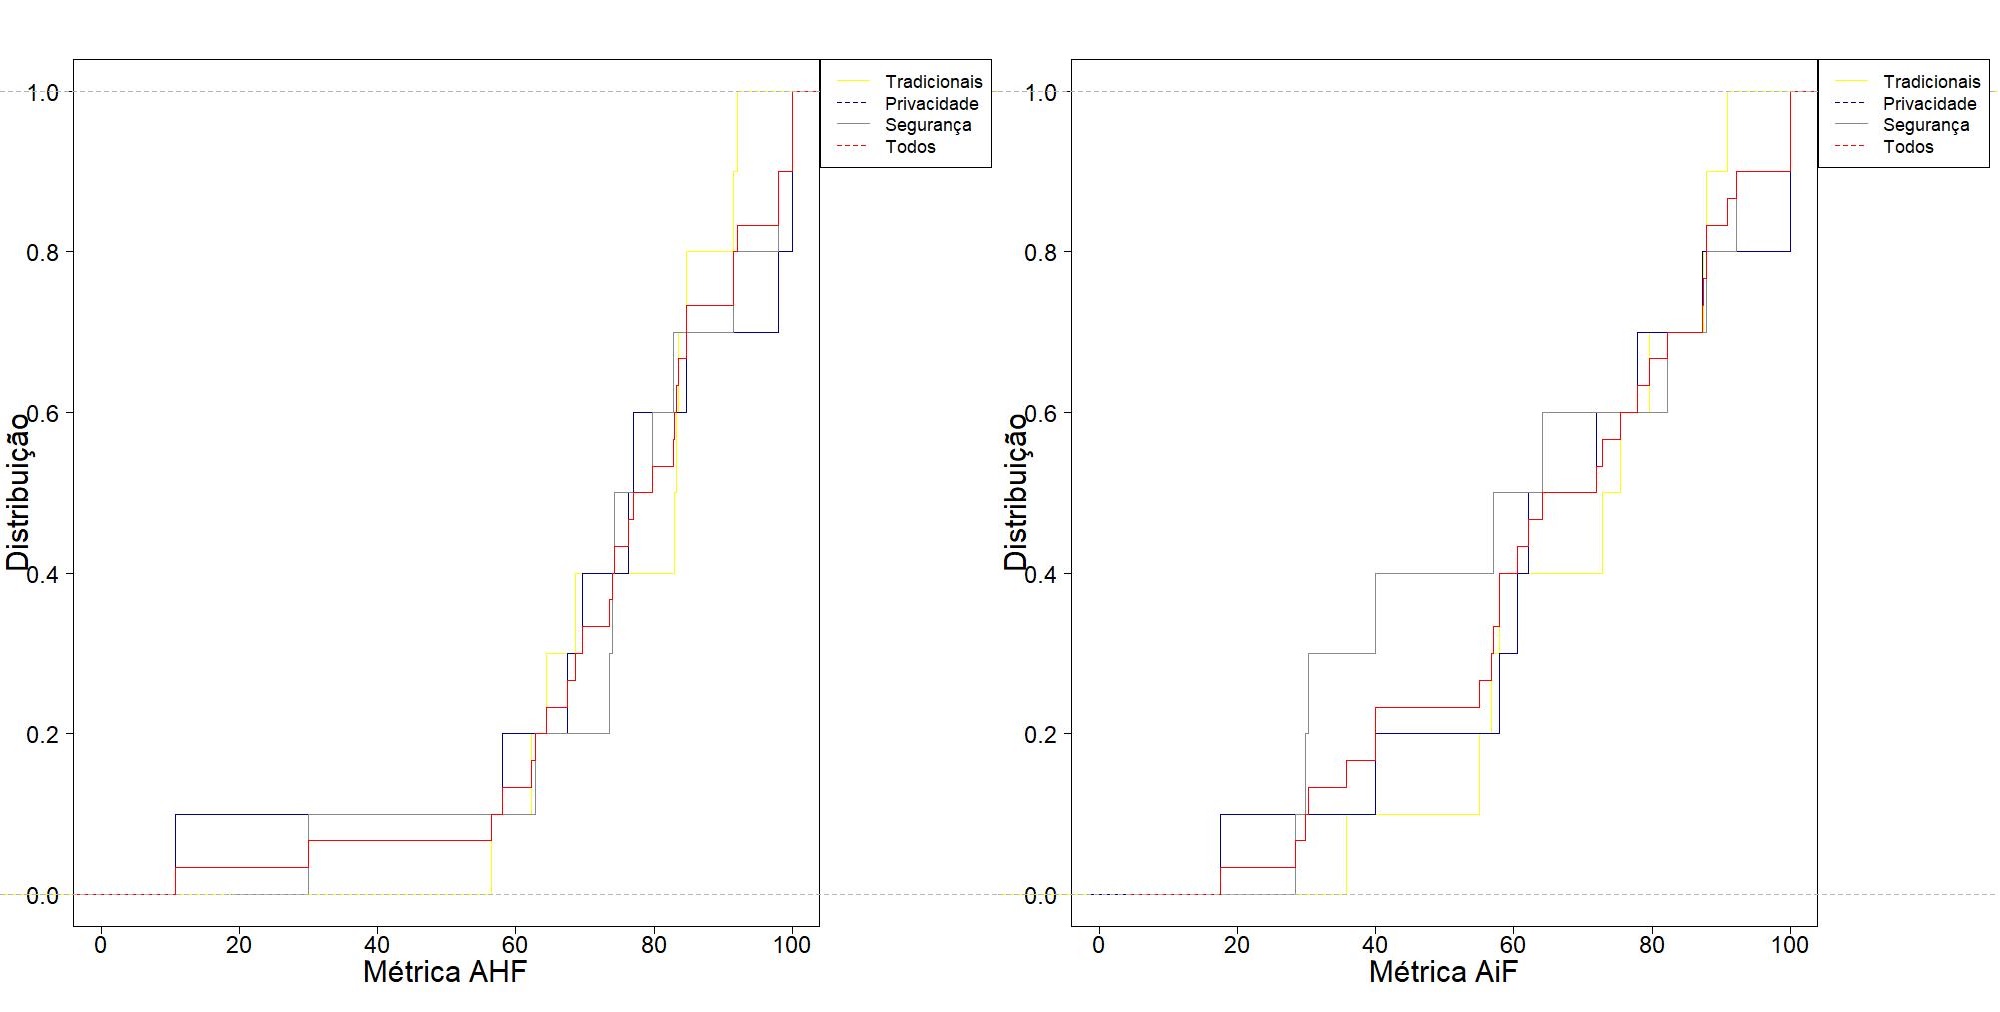 Tradicionais
Privacidade
Segurança
Todos
1.0
0.8
0.6
0.4
0.2
0.0
Distribuição
0 20 40 60 80 100
Métrica AHF
Tradicionais
Privacidade
Segurança
Todos
1.0
0.8
0.6
0.4
0.2
0.0
Distribuição
0 20 40 60 80 100
Métrica AiF